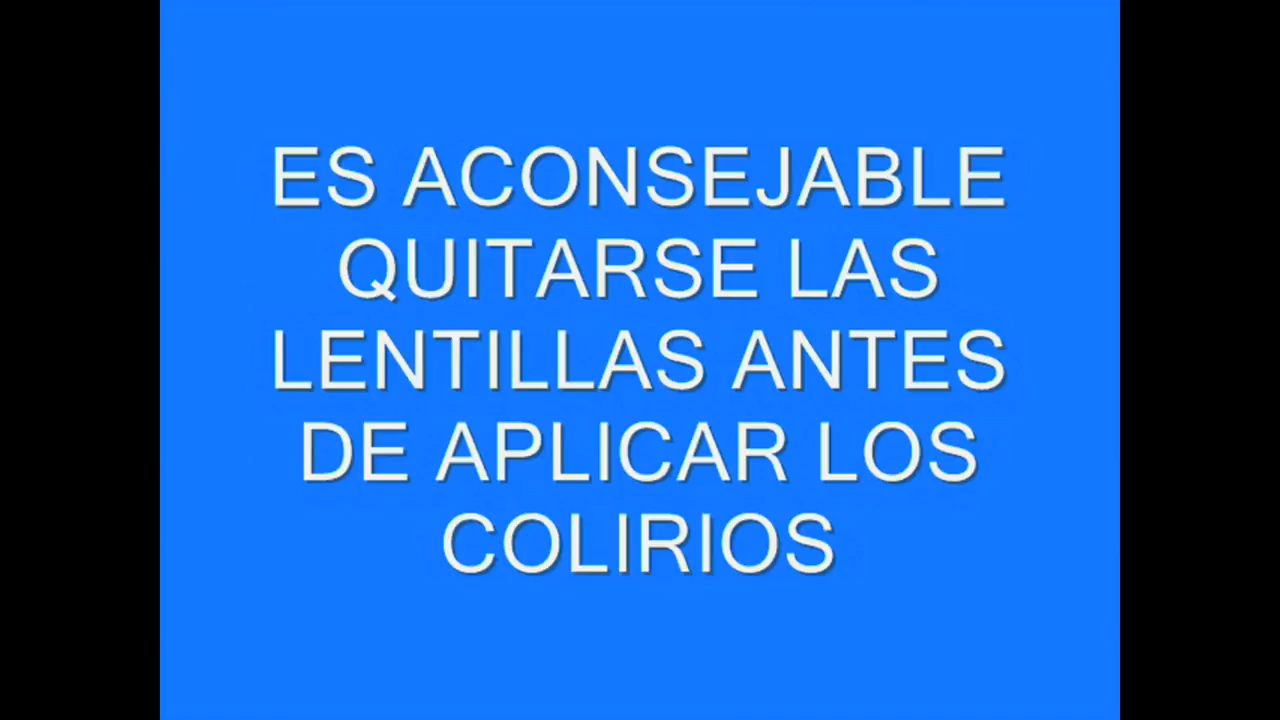 ES ACONSEJABLE
QUITARSE LAS
LENTILLAS ANTES
DE APLICAR LOS
COLIRIOS